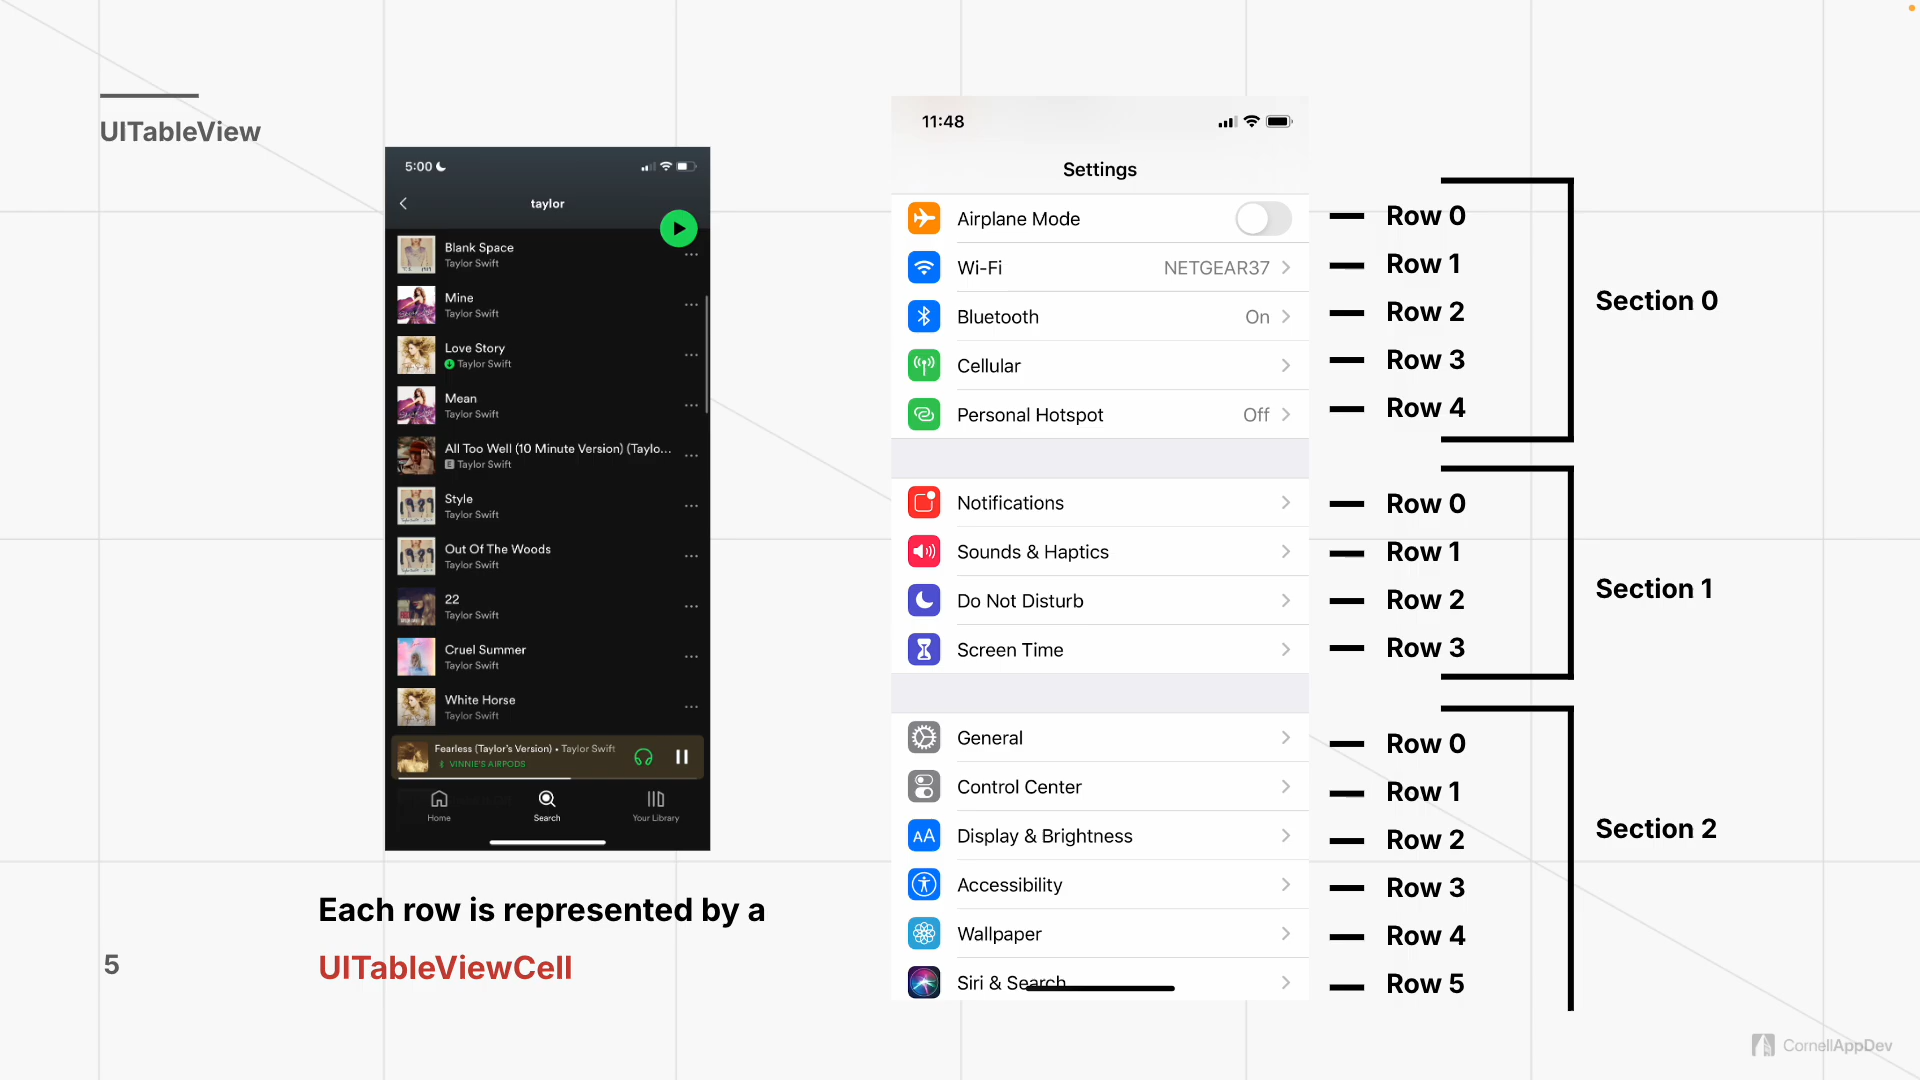 UITableView
5:00
taylor
Blank Space
Taylor Swift
Mine
Taylor Swift
Love Story
Taylor Swift
Mean
Taylor Swift
All Too Well (10 Minute Version) (Taylo...
E Taylor Swift
Style
Taylor Swift
Out Of The Woods
Taylor Swift
22
Taylor Swift
Cruel Summer
Taylor Swift
White Horse
Taylor Swift
Fearless (Taylor's Version) • Taylor Swift
VINNIE'S AIRPODS
Home Search Your Library
Each row is represented by a
UITableViewCell
5
11:48
Settings
Airplane Mode
Wi-Fi NETGEAR37
Bluetooth On
Cellular
Personal Hotspot Off
Notifications
Sounds & Haptics
Do Not Disturb
Screen Time
General
Control Center
AA Display & Brightness
Accessibility
Wallpaper
Siri & Search
Row 0
Row 1
Row 2
Row 3
Row 4
Section 0
Row 0
Row 1
Row 2
Row 3
Section 1
Row 0
Row 1
Row 2
Row 3
Row 4
Row 5
Section 2
CornellAppDev